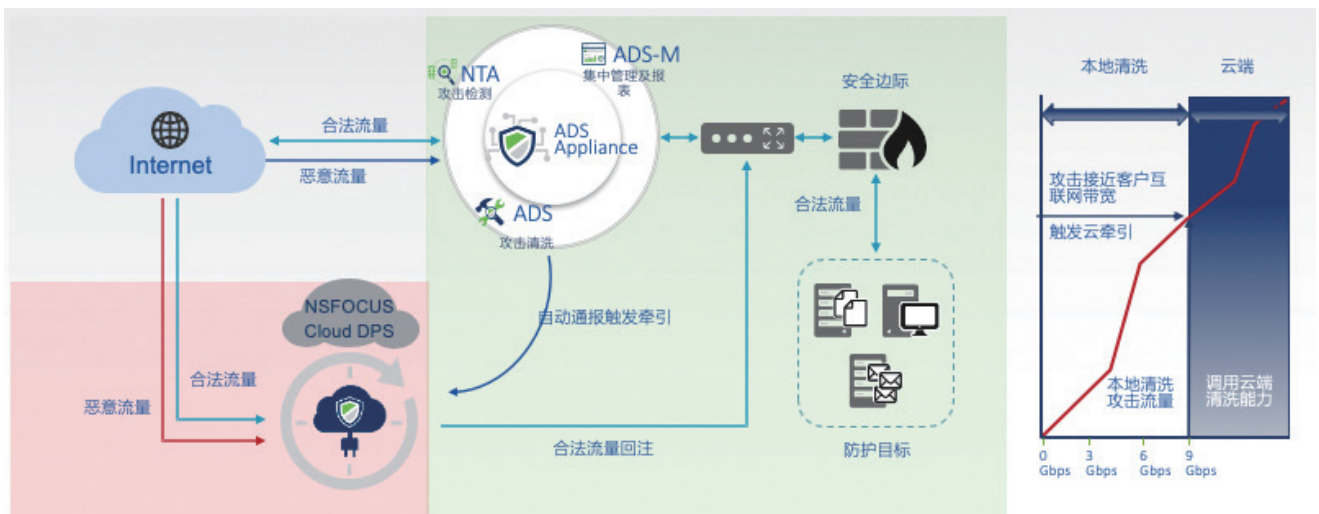 NTA
攻击检测
ADS-M
集中管理及报
表
ADS
Appliance
ADS
攻击清洗
Internet
合法流量
恶意流量
安全边际
合法流量
NSFOCUS
Cloud DPS
自动通报触发牵引
合法流量
恶意流量
合法流量回注
防护目标
本地清洗
云端
攻击接近客户互
联网带宽
触发云牵引
本地清洗
攻击流量
调用云端
清洗能力
0
Gbps
3
Gbps
6
Gbps
9
Gbps